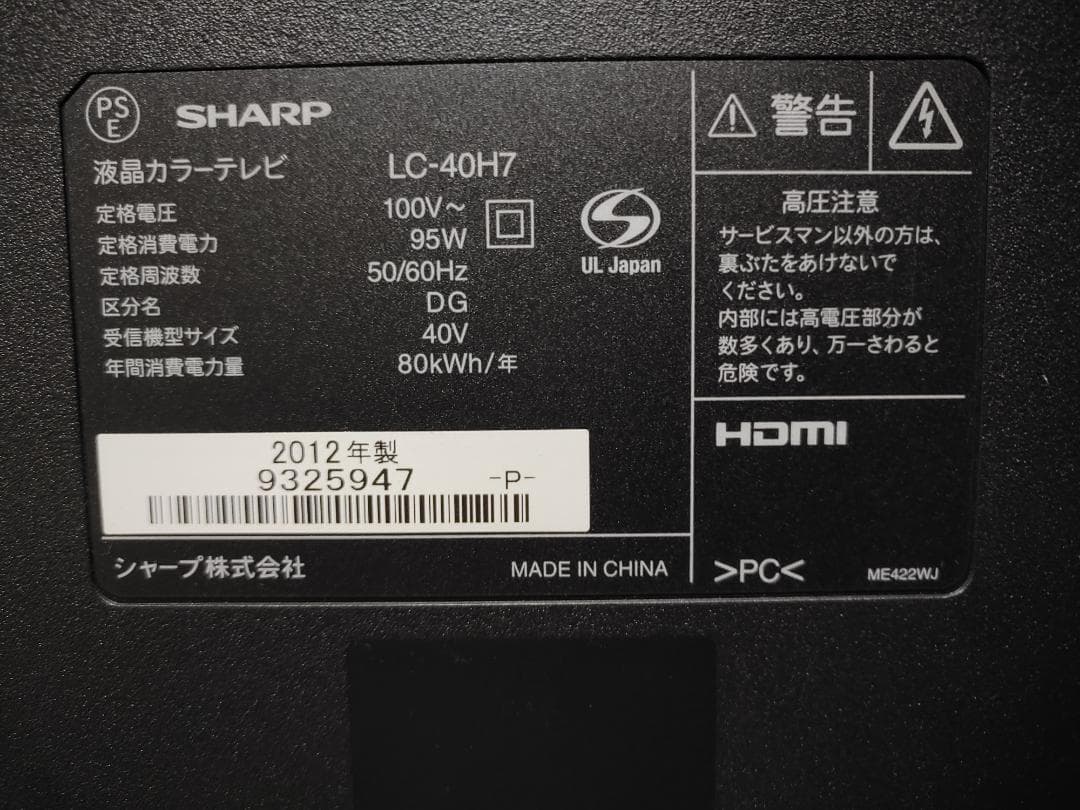 PS
E
SHARP
液晶カラーテレビ LC-40H7
定格電圧 100V～
定格消費電力 95W
定格周波数 50/60Hz
区分名 DG
受信機型サイズ 40V
年間消費電力量 80kWh/年
UL Japan
2012年製
9325947 -P-
シャープ株式会社 MADE IN CHINA
警告
高圧注意
サービスマン以外の方は、
裏ぶたをあけないで
ください。
内部には高電圧部分が
数多くあり、万一さわると
危険です。
HDMI
>PC< ME422WJ